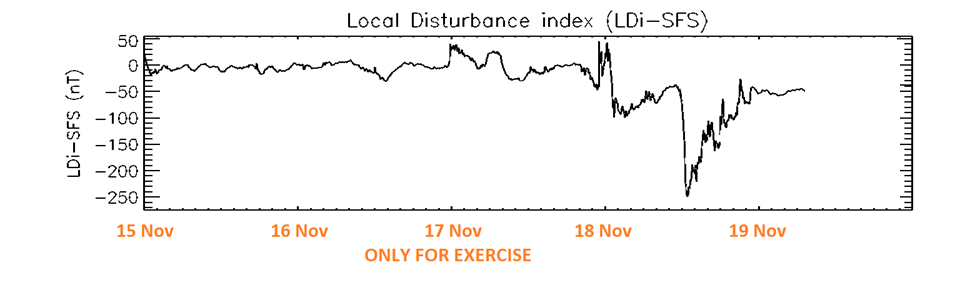 Local Disturbance index (LDi−SFS)
LDi−SFS (nT)
50
0
−50
−100
−150
−200
−250
15 Nov 16 Nov 17 Nov 18 Nov 19 Nov
ONLY FOR EXERCISE